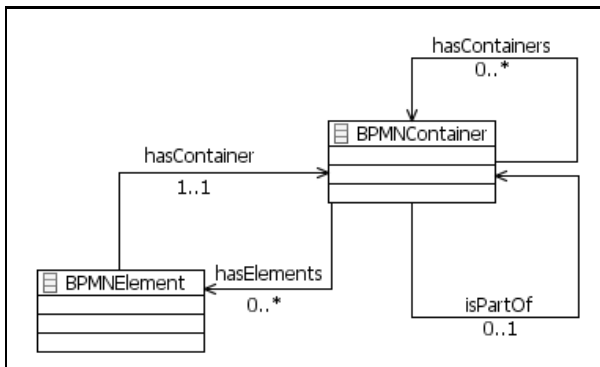 hasContainers
0..*
BPMNContainer
hasContainer
1..1
BPMNElement
hasElements
0..*
isPartOf
0..1